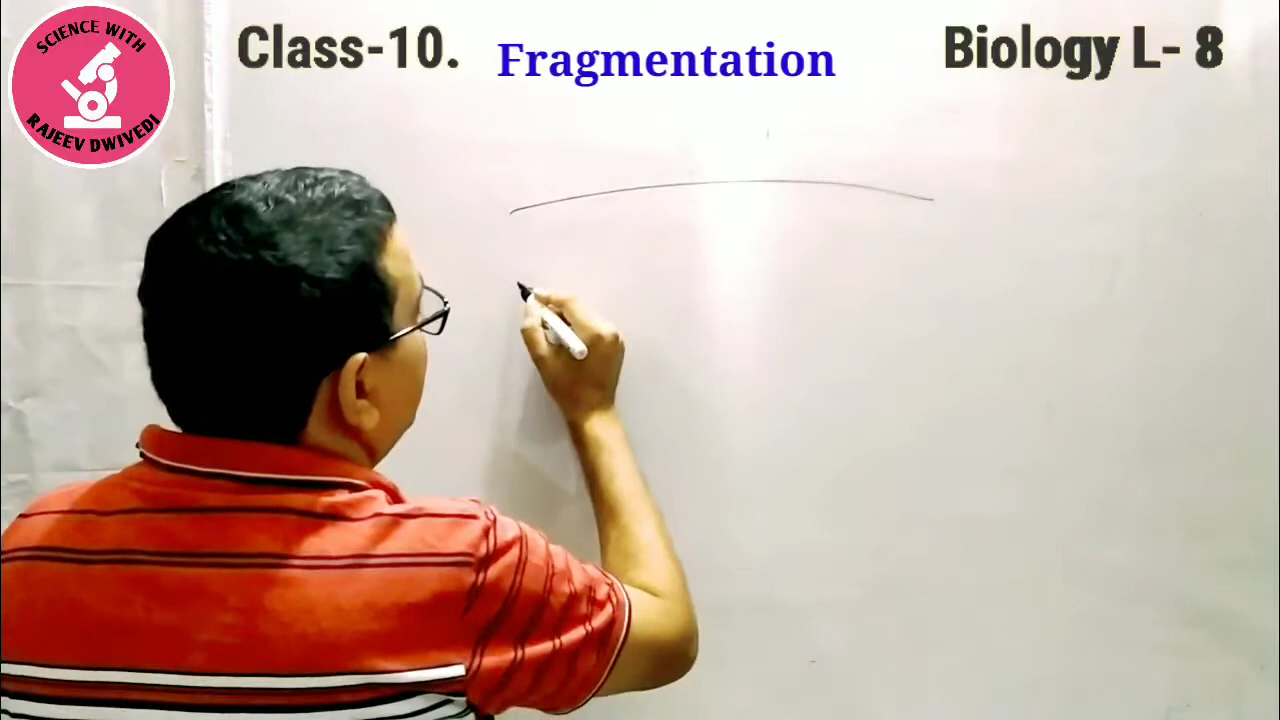 SCIENCE WITH
RAJEEV DWIVEDI
Class-10.
Fragmentation
Biology L- 8